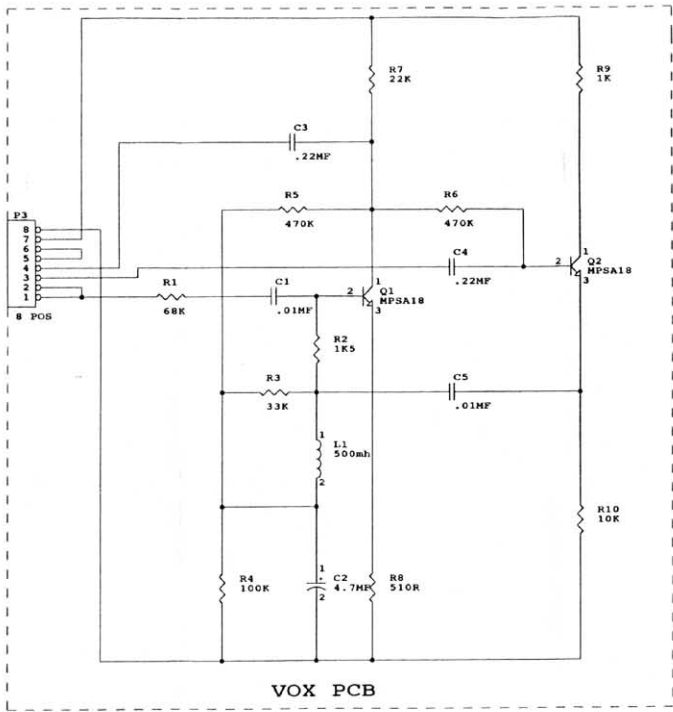 R7
22K
R9
1K
C3
.22MF
P3
R5
470K
R6
470K
8
7
6
5
4
3
2
1
8 POS
C4
.22MF
1
2
Q2
MPSA18
3
R1
68K
C1
.01MF
1
2
Q1
MPSA18
3
R2
1K5
R3
33K
C5
.01MF
1
L1
500mh
2
R10
10K
R4
100K
1
+
C2
4.7MF
2
R8
510R
VOX PCB